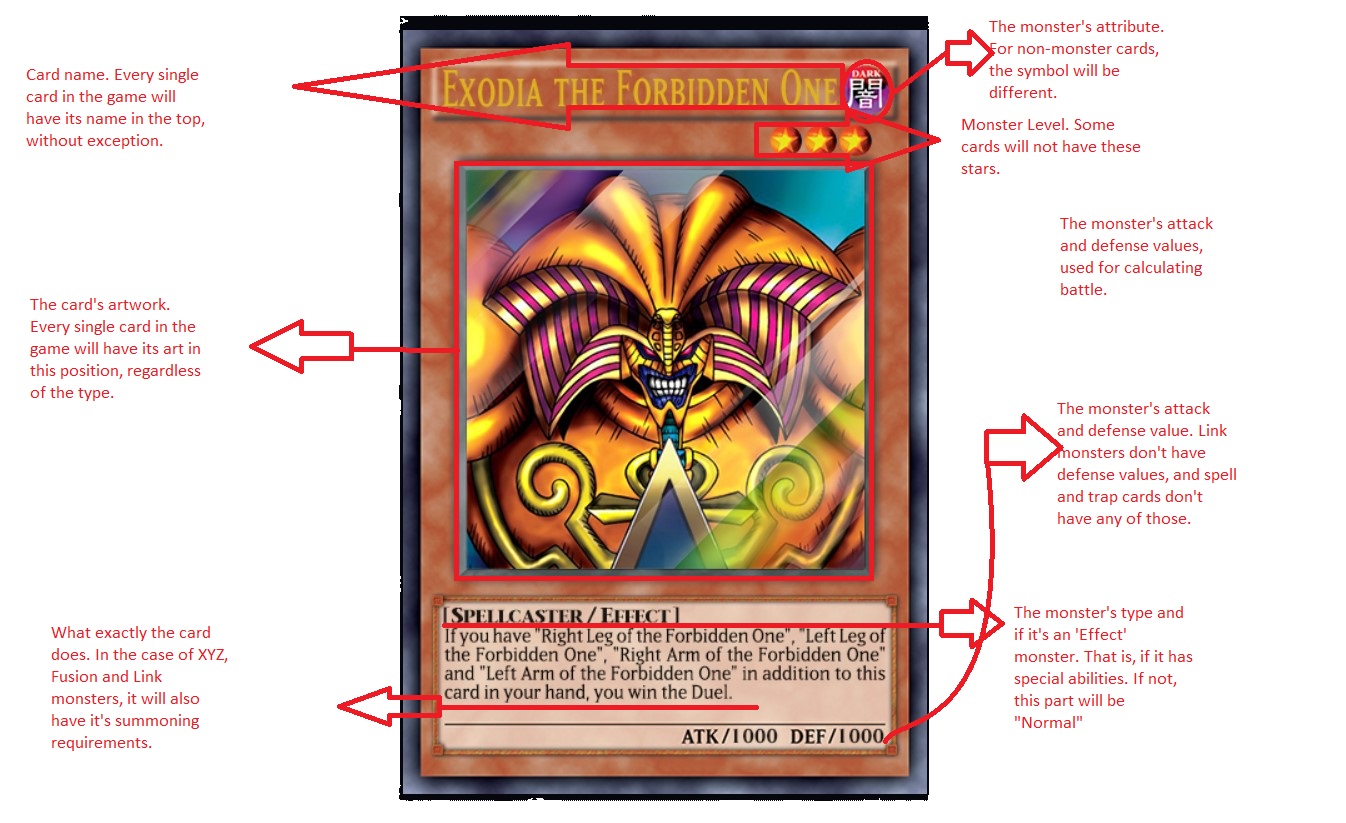 Card name. Every single
card in the game will
have its name in the top,
without exception.
The card's artwork.
Every single card in the
game will have its art in
this position, regardless
of the type.
What exactly the card
does. In the case of XYZ,
Fusion and Link
monsters, it will also
have it's summoning
requirements.
EXODIA THE FORBIDDEN ONE
DARK
闇
[SPELLCASTER / EFFECT]
If you have "Right Leg of the Forbidden One", "Left Leg of
the Forbidden One", "Right Arm of the Forbidden One"
and "Left Arm of the Forbidden One" in addition to this
card in your hand, you win the Duel.
ATK/1000 DEF/1000
The monster's attribute.
For non-monster cards,
the symbol will be
different.
Monster Level. Some
cards will not have these
stars.
The monster's attack
and defense values,
used for calculating
battle.
The monster's attack
and defense value. Link
monsters don't have
defense values, and spell
and trap cards don't
have any of those.
The monster's type and
if it's an 'Effect'
monster. That is, if it has
special abilities. If not,
this part will be
"Normal"